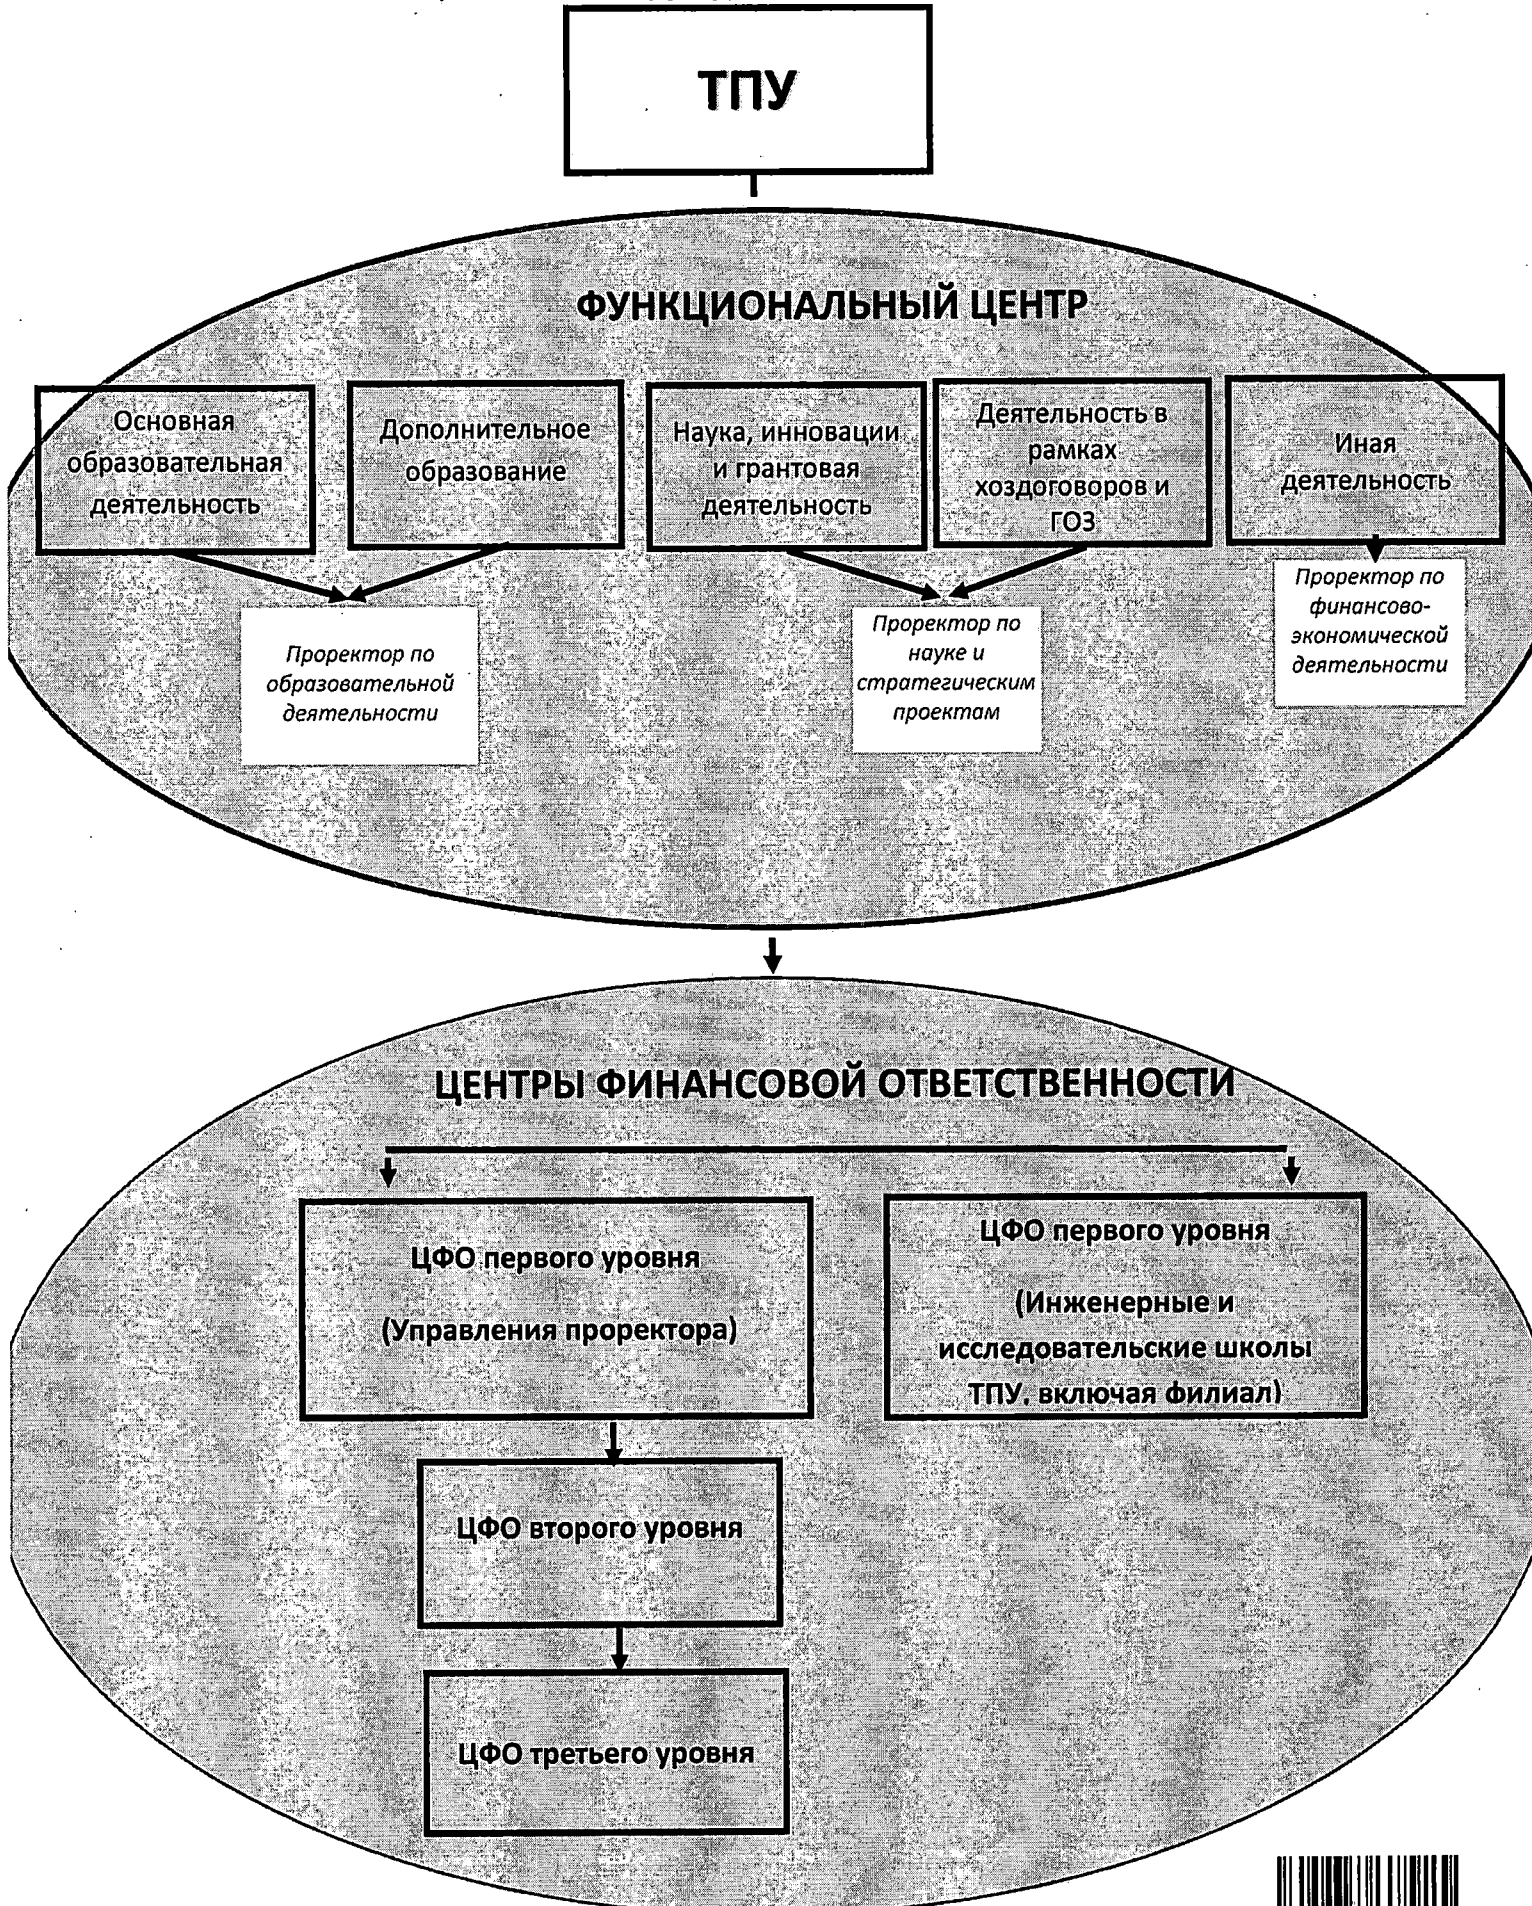 ТПУ
ФУНКЦИОНАЛЬНЫЙ ЦЕНТР
Основная
образовательная
деятельность
Дополнительное
образование
Наука, инновации
и грантовая
деятельность
Деятельность в
рамках
хоздоговоров и
ГОЗ
Иная
деятельность
Проректор по
образовательной
деятельности
Проректор по
науке и
стратегическим
проектам
Проректор по
финансово-
экономической
деятельности
ЦЕНТРЫ ФИНАНСОВОЙ ОТВЕТСТВЕННОСТИ
ЦФО первого уровня
(Управления проректора)
ЦФО первого уровня
(Инженерные и
исследовательские школы
ТПУ, включая филиал)
ЦФО второго уровня
ЦФО третьего уровня